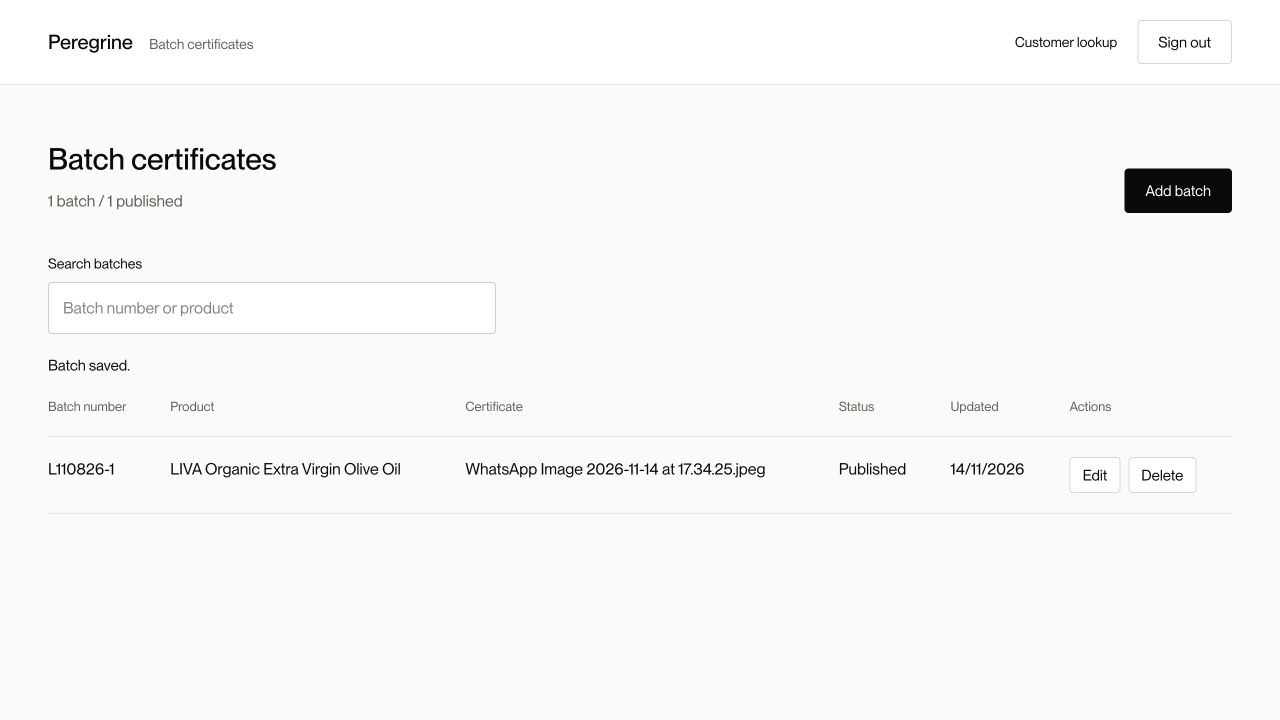 Peregrine Batch certificates Customer lookup Sign out
Batch certificates
1 batch / 1 published
Add batch
Search batches
Batch number or product
Batch saved.
Batch number Product Certificate Status Updated Actions
L110826-1 LIVA Organic Extra Virgin Olive Oil WhatsApp Image 2026-11-14 at 17.34.25.jpeg Published 14/11/2026 Edit Delete